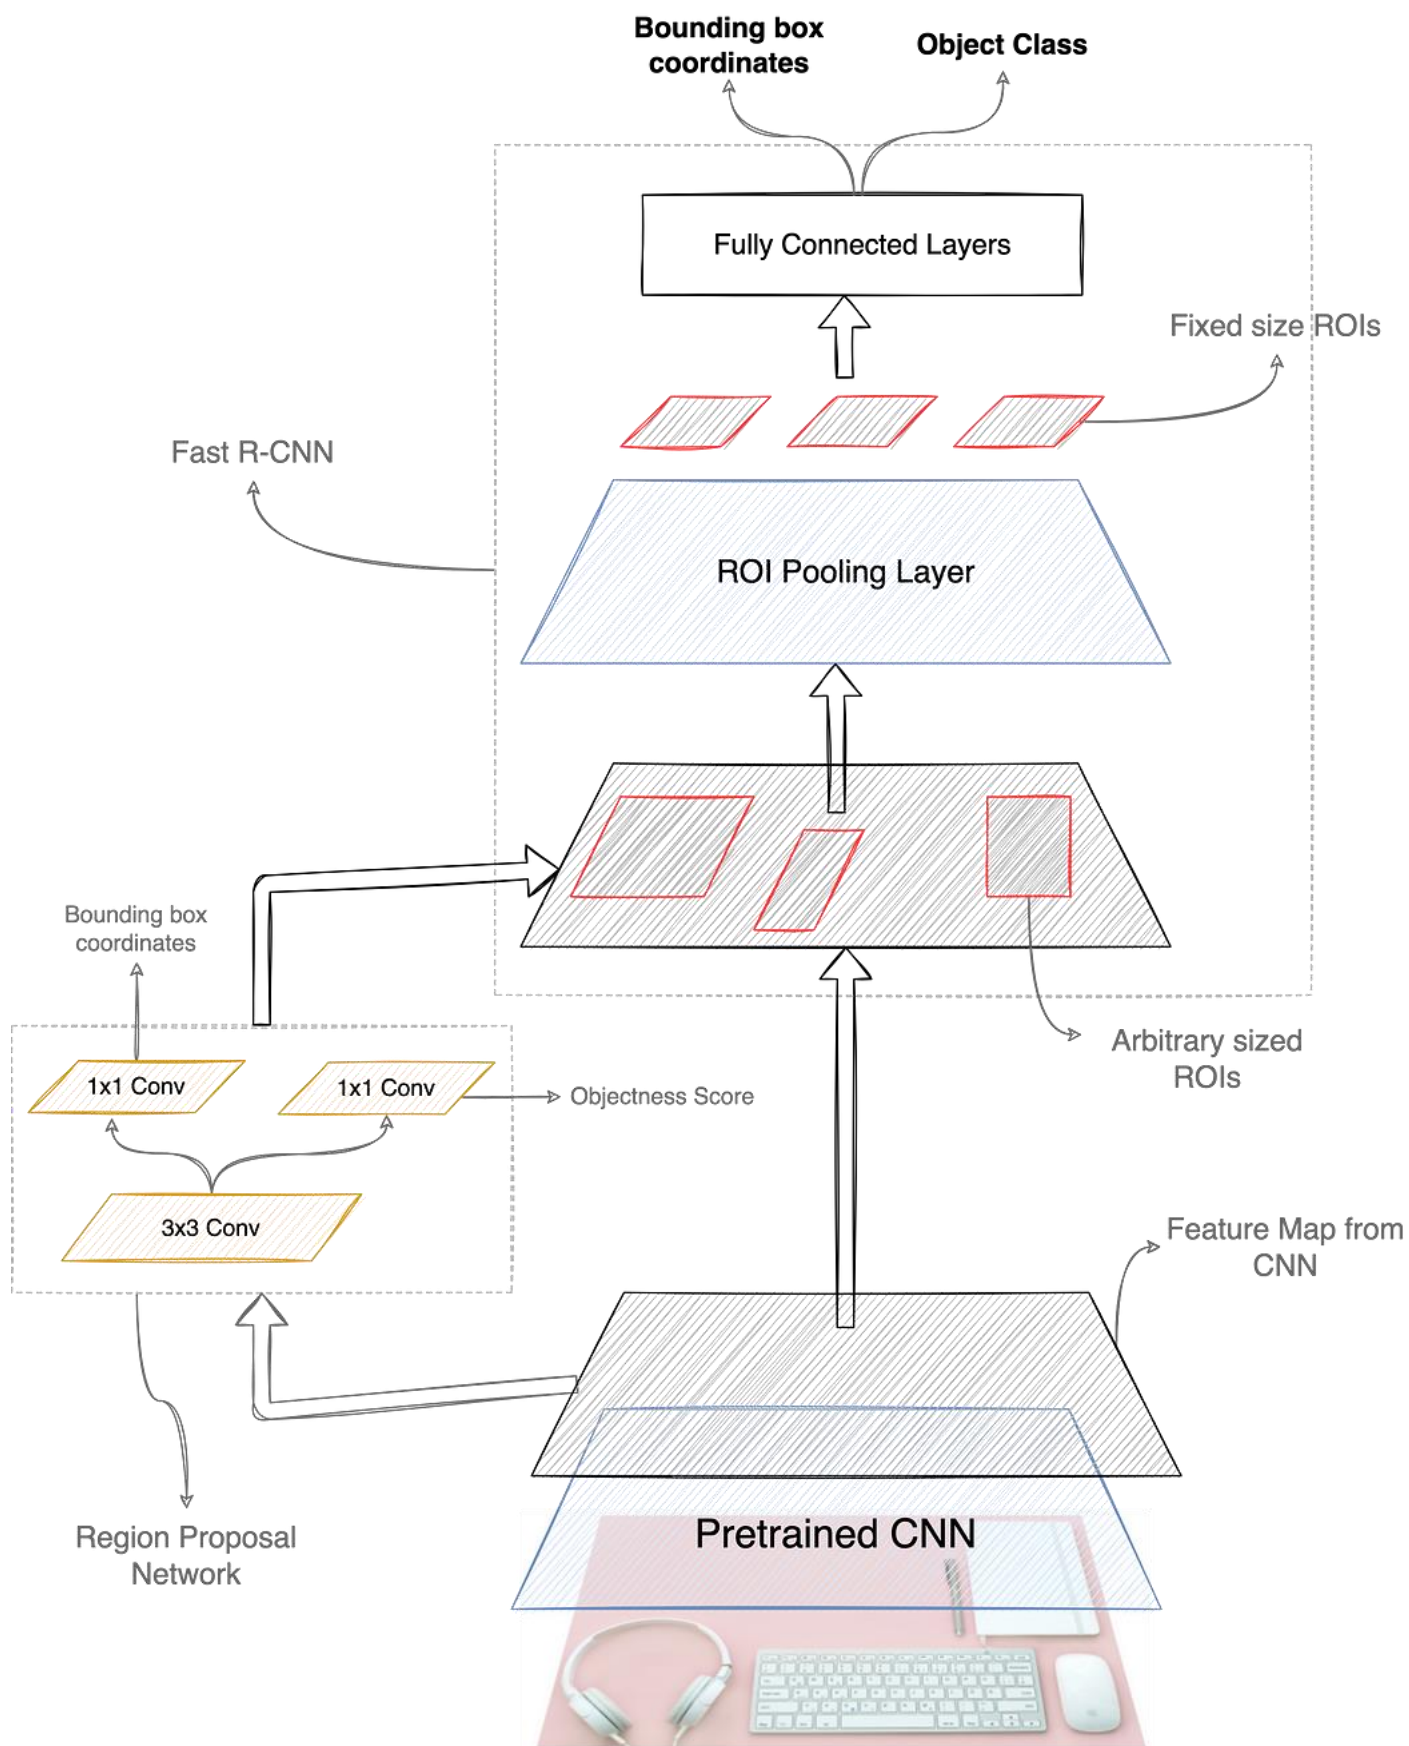 Bounding box
coordinates
Object Class
Fully Connected Layers
Fixed size ROIs
Fast R-CNN
ROI Pooling Layer
Bounding box
coordinates
Arbitrary sized
ROIs
1x1 Conv
1x1 Conv
Objectness Score
3x3 Conv
Feature Map from
CNN
Region Proposal
Network
Pretrained CNN